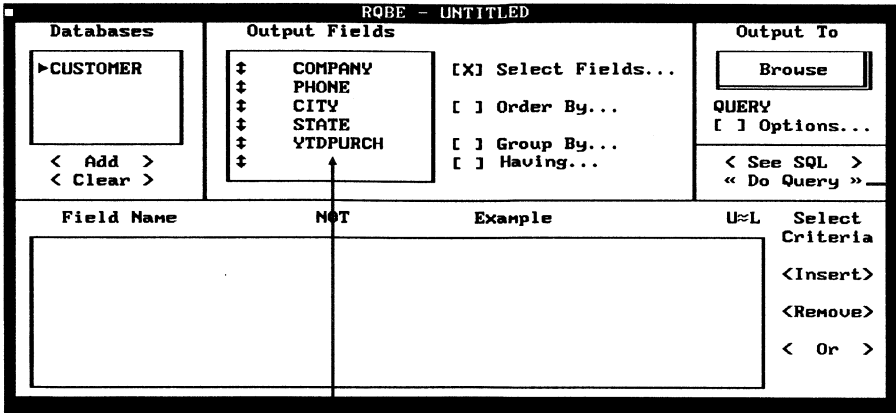 RQBE – UNTITLED
Databases
►CUSTOMER
< Add >
< Clear >
Output Fields
↕ COMPANY
↕ PHONE
↕ CITY
↕ STATE
↕ YTDPURCH
↕
[X] Select Fields...
[ ] Order By...
[ ] Group By...
[ ] Having...
Output To
Browse
QUERY
[ ] Options...
< See SQL >
« Do Query »
Field Name NOT Example U≈L Select
Criteria
<Insert>
<Remove>
< Or >